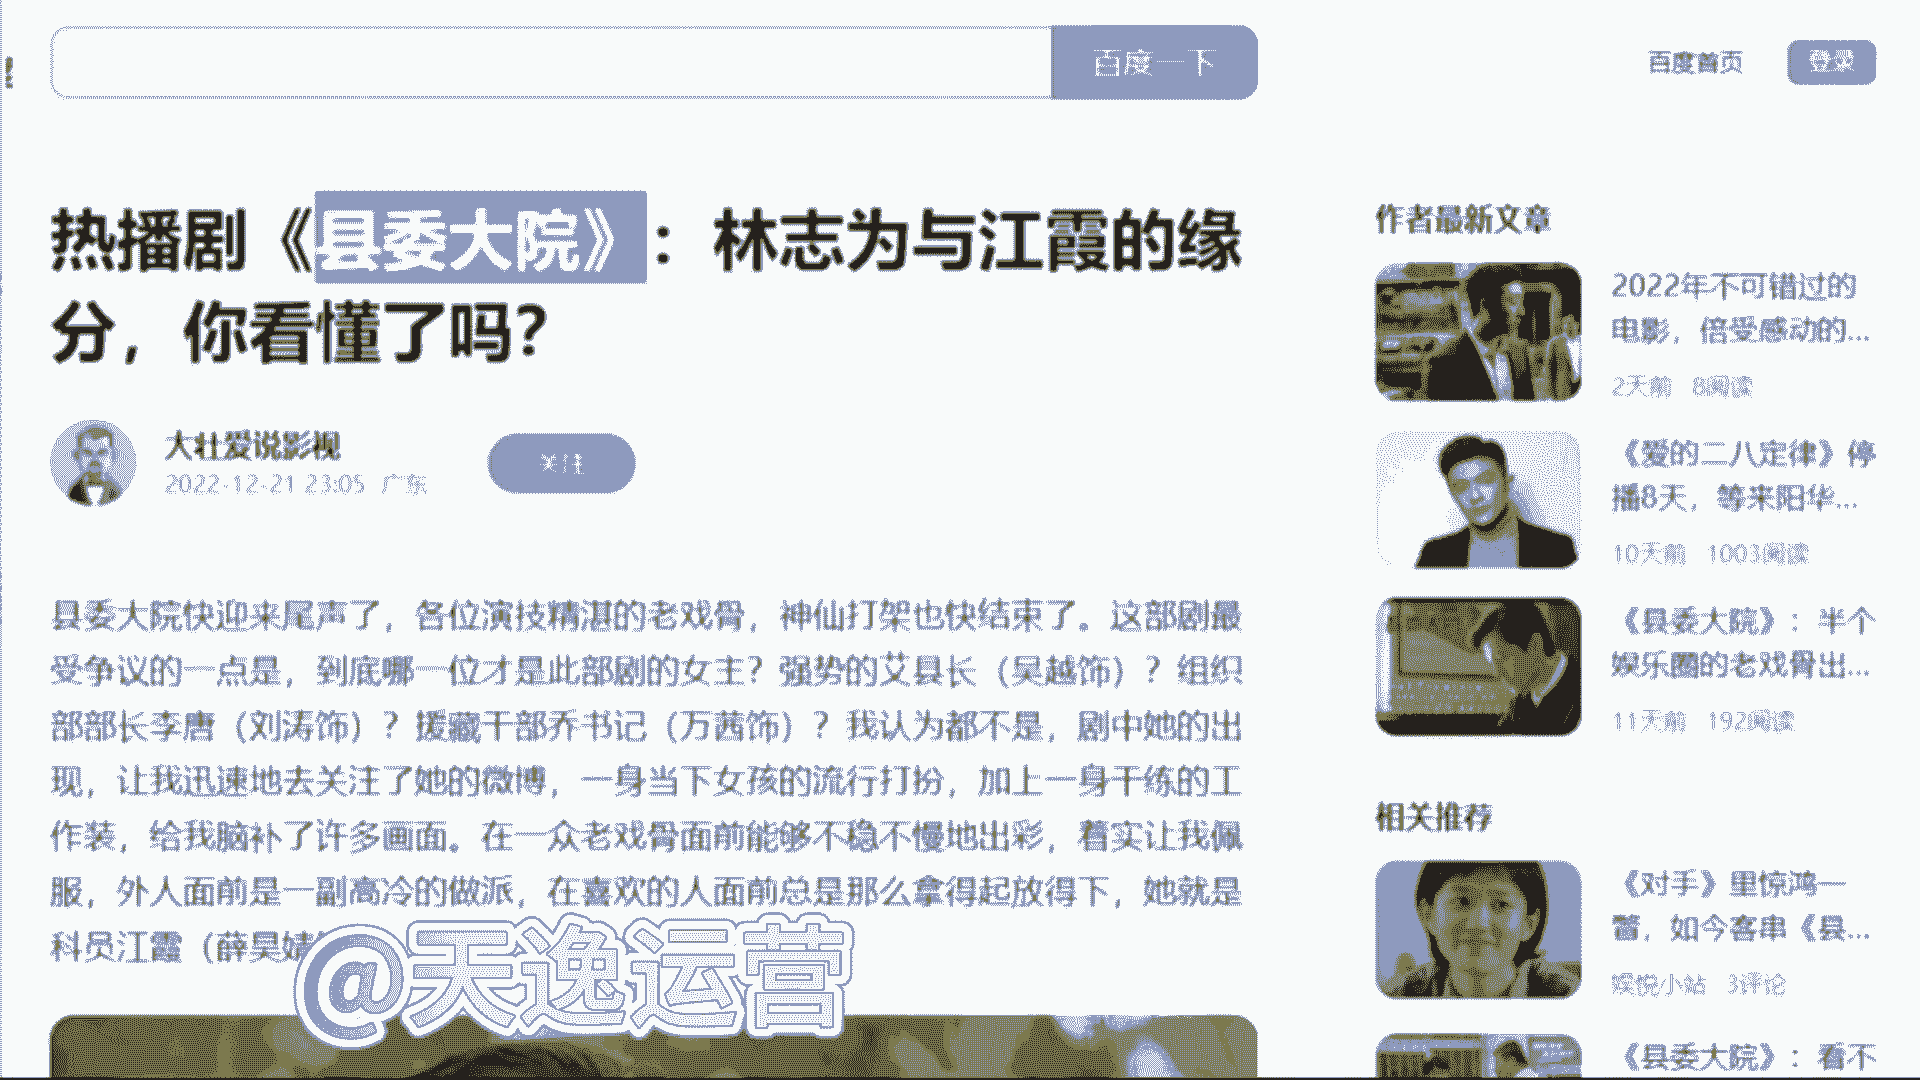 百度一下
百度首页
登录
热播剧《县委大院》：林志为与江霞的缘
分，你看懂了吗？
大壮爱说影视
2022-12-21 23:05 广东
关注
县委大院快迎来尾声了，各位演技精湛的老戏骨，神仙打架也快结束了。这部剧最
受争议的一点是，到底哪一位才是此部剧的女主？强势的艾县长（吴越饰）？组织
部部长李唐（刘涛饰）？援藏干部乔书记（万茜饰）？我认为都不是，剧中她的出
现，让我迅速地去关注了她的微博，一身当下女孩的流行打扮，加上一身干练的工
作装，给我脑补了许多画面。在一众老戏骨面前能够不稳不慢地出彩，着实让我佩
服，外人面前是一副高冷的做派，在喜欢的人面前总是那么拿得起放得下，她就是
科员江霞（薛昊婧
@天逸运营
作者最新文章
2022年不可错过的
电影，倍受感动的...
2天前 8阅读
《爱的二八定律》停
播8天，等来阳华...
10天前 1003阅读
《县委大院》：半个
娱乐圈的老戏骨出...
11天前 192阅读
相关推荐
《对手》里惊鸿一
瞥，如今客串《县...
娱悦小站 3评论
《县委大院》：看不